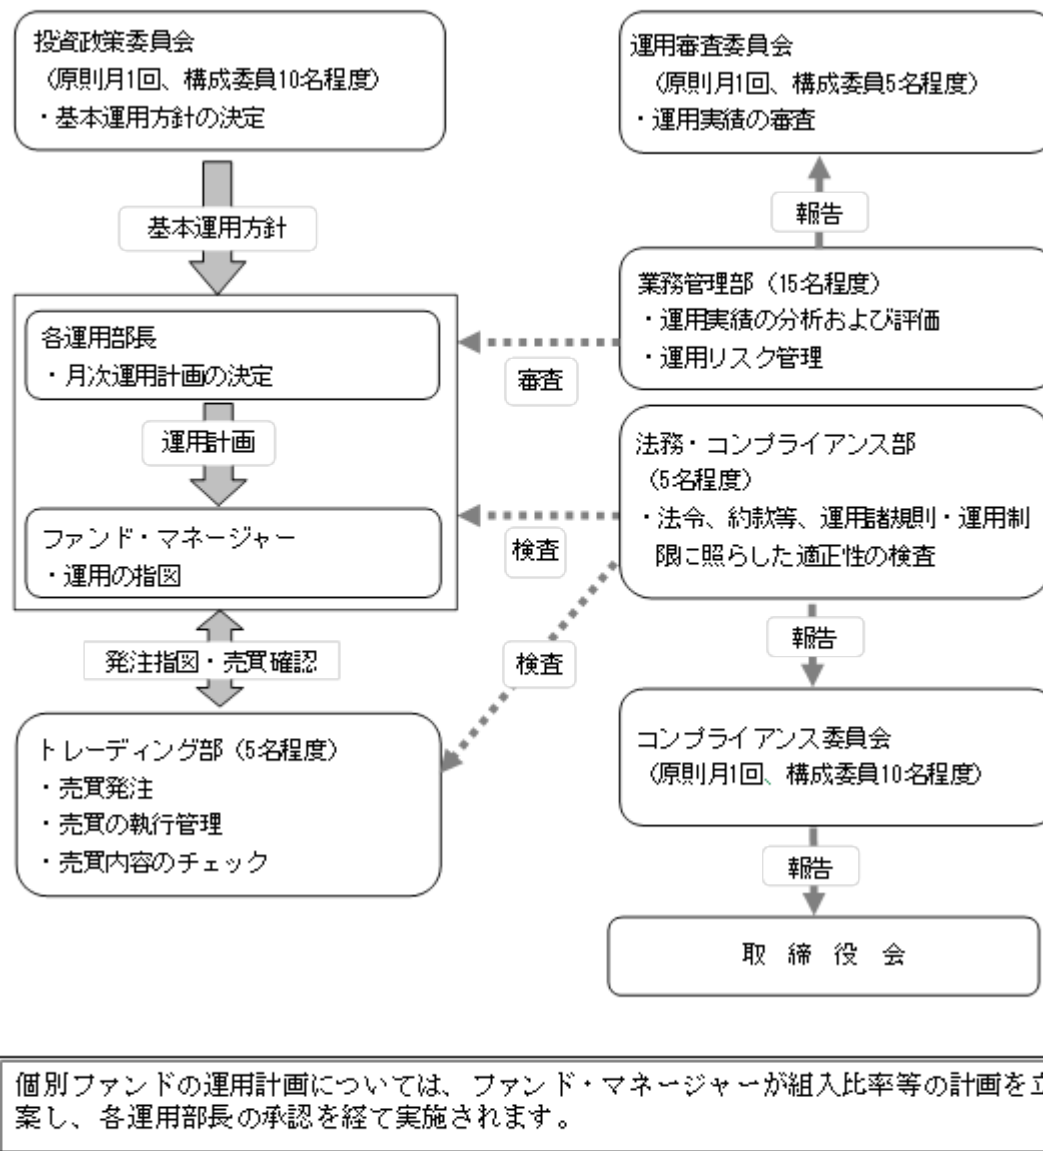 投資政策委員会
（原則月1回、構成委員10名程度）
・基本運用方針の決定
基本運用方針
各運用部長
・月次運用計画の決定
運用計画
ファンド・マネージャー
・運用の指図
発注指図・売買確認
トレーディング部（5名程度）
・売買発注
・売買の執行管理
・売買内容のチェック
運用審査委員会
（原則月1回、構成委員5名程度）
・運用実績の審査
報告
業務管理部（15名程度）
・運用実績の分析および評価
・運用リスク管理
審査
法務・コンプライアンス部
（5名程度）
・法令、約款等、運用諸規則・運用制
限に照らした適正性の検査
検査
検査
報告
コンプライアンス委員会
（原則月1回、構成委員10名程度）
報告
取 締 役 会
個別ファンドの運用計画については、ファンド・マネージャーが組入比率等の計画を立
案し、各運用部長の承認を経て実施されます。